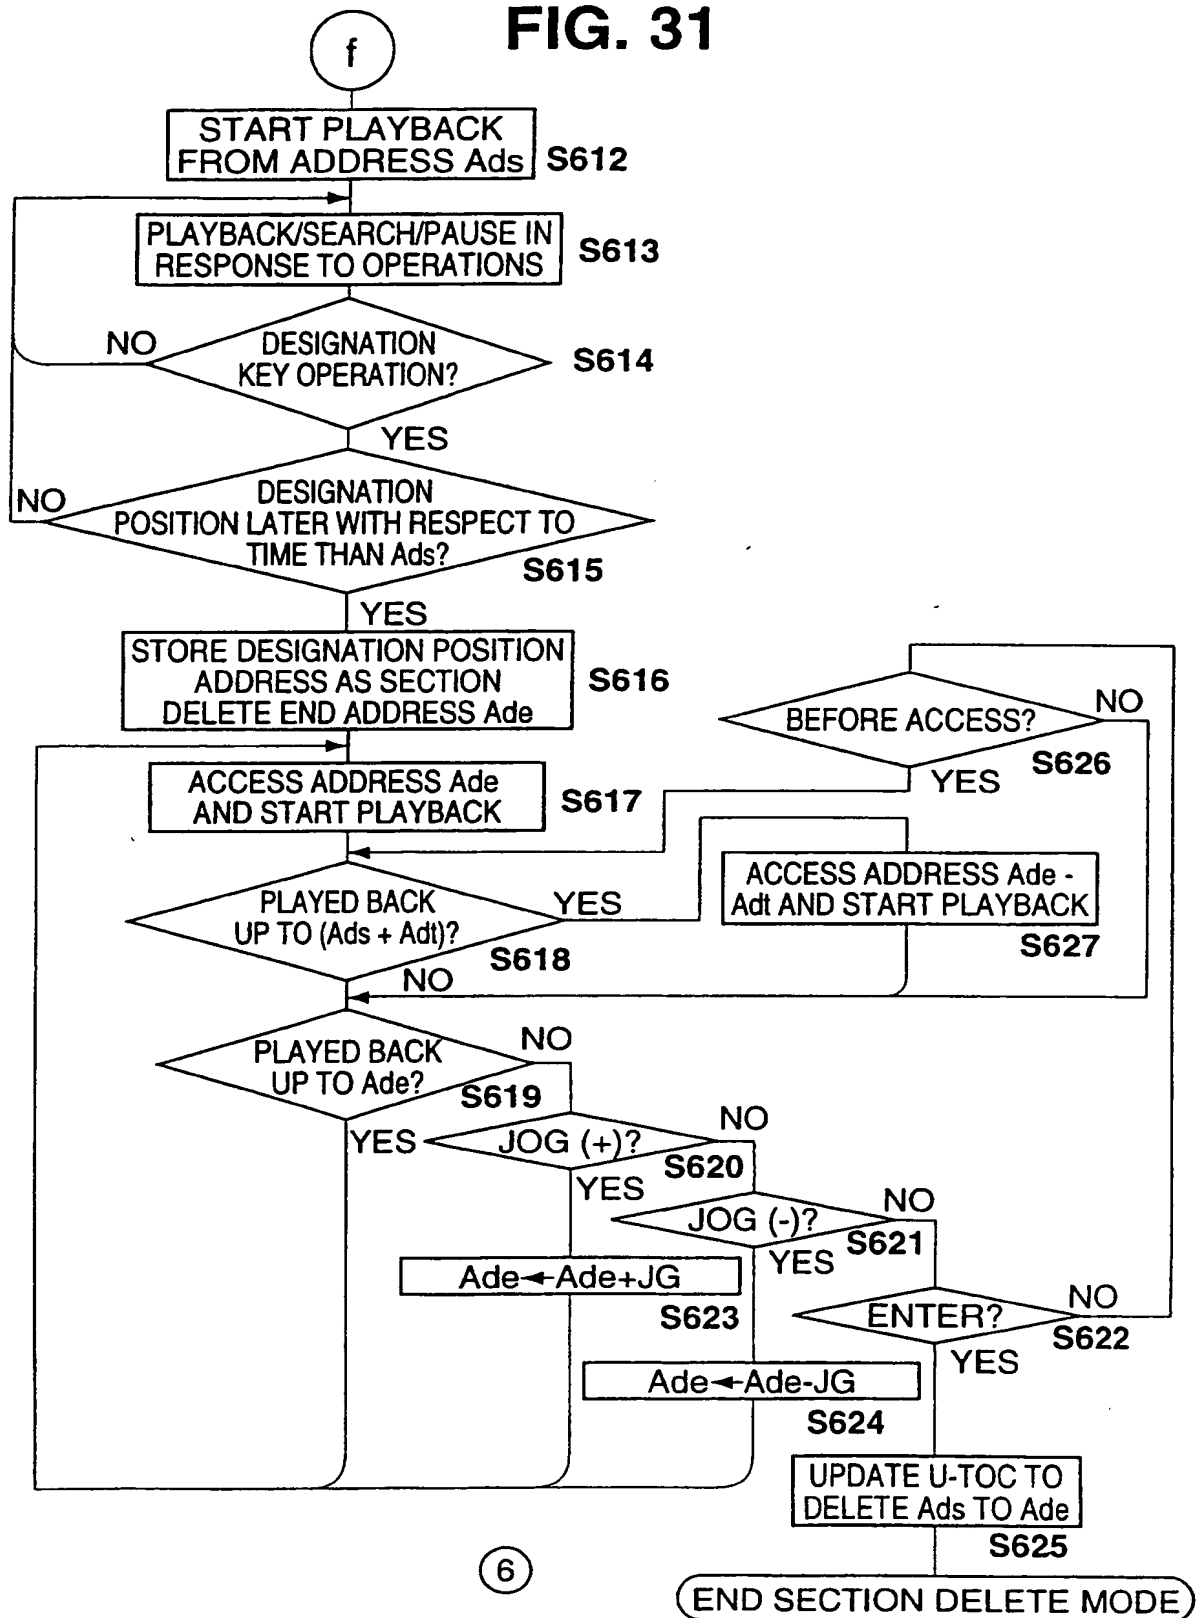 FIG. 31
f
START PLAYBACK
FROM ADDRESS Ads
S612
PLAYBACK/SEARCH/PAUSE IN
RESPONSE TO OPERATIONS
S613
NO
DESIGNATION
KEY OPERATION?
S614
YES
NO
DESIGNATION
POSITION LATER WITH RESPECT TO
TIME THAN Ads?
S615
YES
STORE DESIGNATION POSITION
ADDRESS AS SECTION
DELETE END ADDRESS Ade
S616
BEFORE ACCESS?
NO
S626
YES
ACCESS ADDRESS Ade
AND START PLAYBACK
S617
ACCESS ADDRESS Ade -
Adt AND START PLAYBACK
S627
PLAYED BACK
UP TO (Ads + Adt)?
YES
S618
NO
PLAYED BACK
UP TO Ade?
NO
S619
YES
JOG (+)?
NO
S620
YES
JOG (-)?
NO
S621
YES
Ade←Ade+JG
S623
ENTER?
NO
S622
YES
Ade←Ade-JG
S624
UPDATE U-TOC TO
DELETE Ads TO Ade
S625
6
END SECTION DELETE MODE